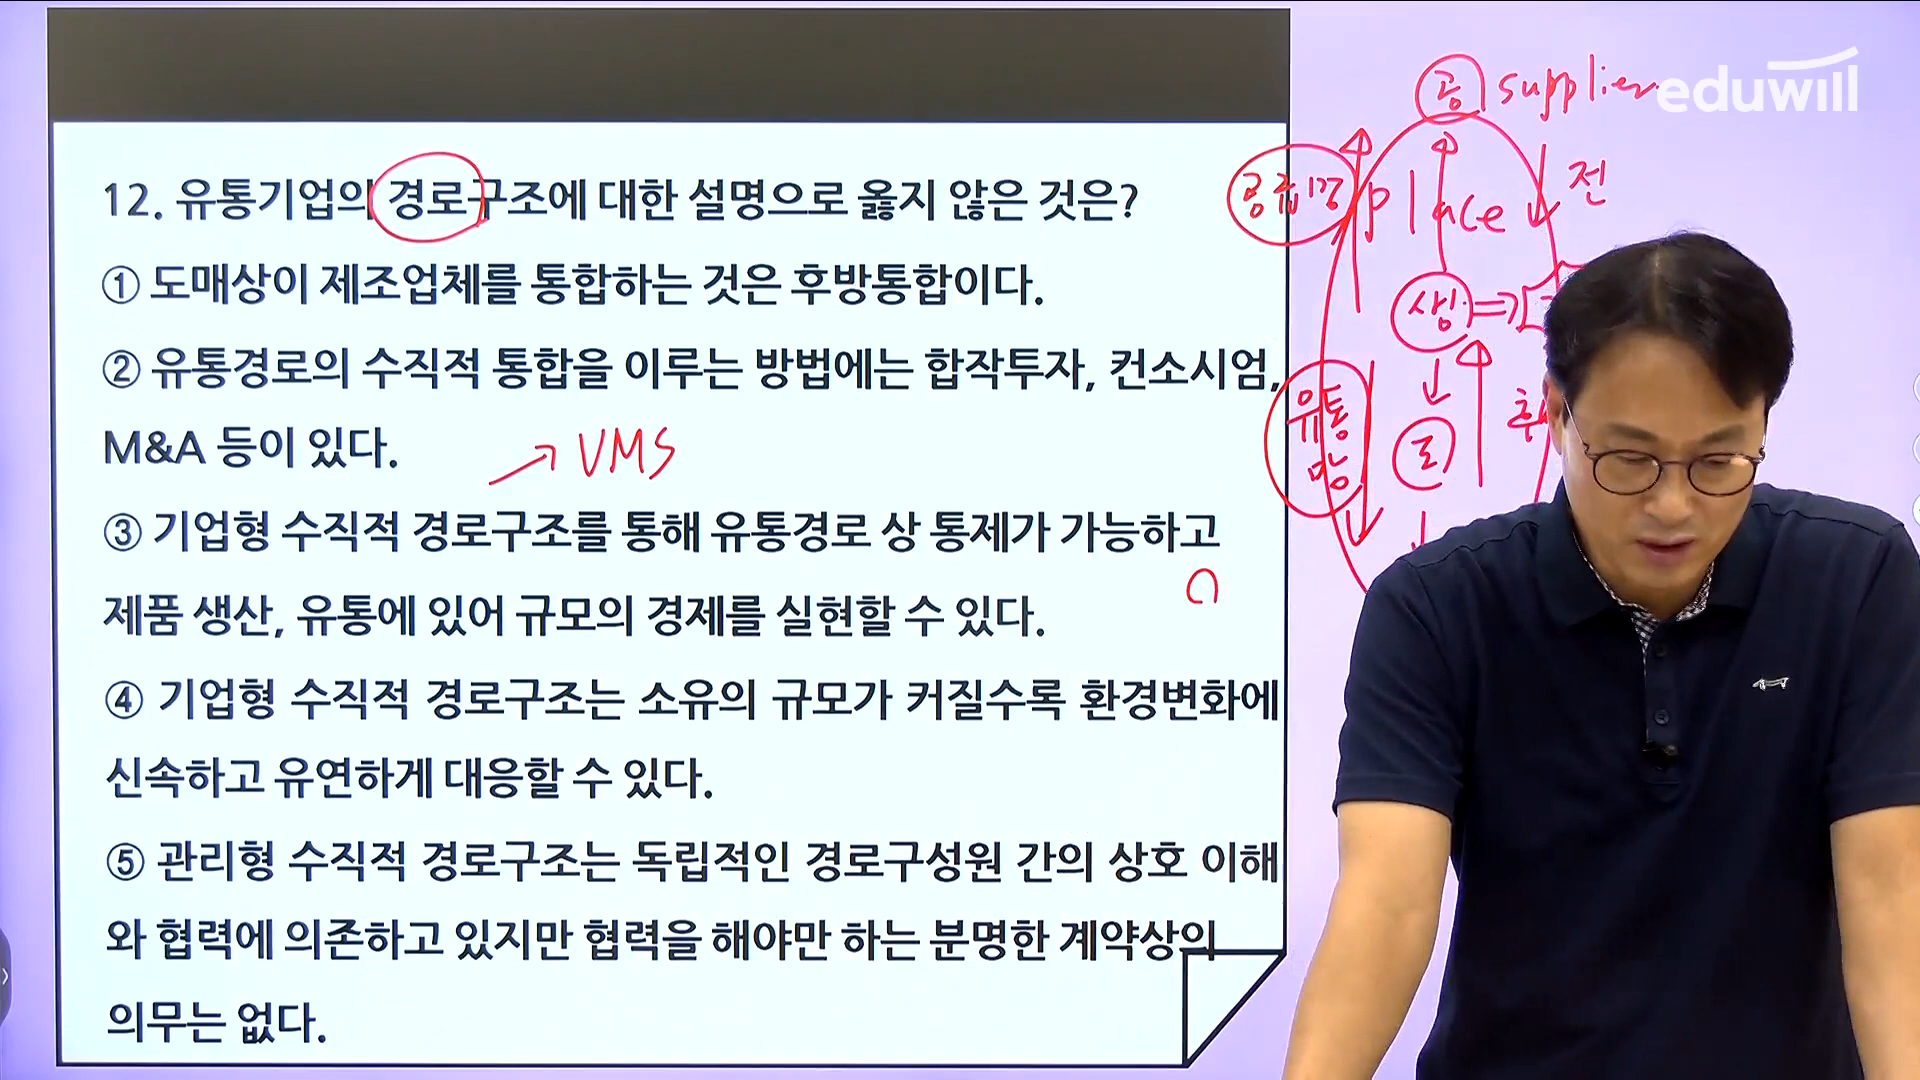 eduwill
12. 유통기업의 경로구조에 대한 설명으로 옳지 않은 것은?
① 도매상이 제조업체를 통합하는 것은 후방통합이다.
② 유통경로의 수직적 통합을 이루는 방법에는 합작투자, 컨소시엄,
M&A 등이 있다.
VMS
③ 기업형 수직적 경로구조를 통해 유통경로 상 통제가 가능하고
제품 생산, 유통에 있어 규모의 경제를 실현할 수 있다.
④ 기업형 수직적 경로구조는 소유의 규모가 커질수록 환경변화에
신속하고 유연하게 대응할 수 있다.
⑤ 관리형 수직적 경로구조는 독립적인 경로구성원 간의 상호 이해
와 협력에 의존하고 있지만 협력을 해야만 하는 분명한 계약상의
의무는 없다.
공 supplier
공급망 place 전
생
유통
망
도